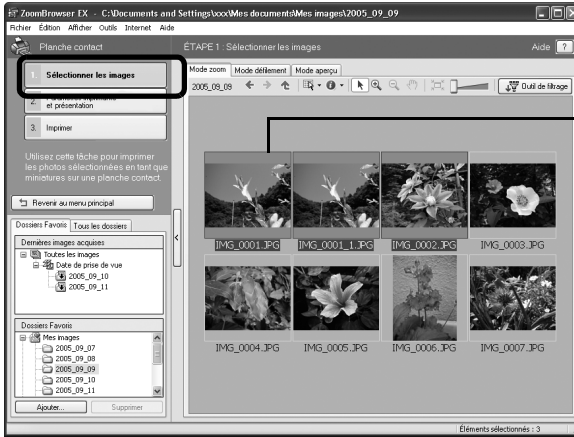 ZoomBrowser EX - C:\Documents and Settings\xxx\Mes documents\Mes images\2005_09_09
Fichier Édition Afficher Outils Internet Aide
Planche contact
ÉTAPE 1 : Sélectionner les images
Aide ?
1. Sélectionner les images
2. Paramètres imprimante
et présentation
3. Imprimer
Utilisez cette tâche pour imprimer
les photos sélectionnées en tant que
miniatures sur une planche contact.
Revenir au menu principal
Dossiers Favoris Tous les dossiers
Dernières images acquises
Toutes les images
Date de prise de vue
2005_09_10
2005_09_11
Dossiers Favoris
Mes images
2005_09_07
2005_09_08
2005_09_09
2005_09_10
2005_09_11
Ajouter... Supprimer
Mode zoom Mode défilement Mode aperçu
2005_09_09
Outil de filtrage
IMG_0001.JPG IMG_0001_1.JPG IMG_0002.JPG IMG_0003.JPG
IMG_0004.JPG IMG_0005.JPG IMG_0006.JPG IMG_0007.JPG
Éléments sélectionnés : 3